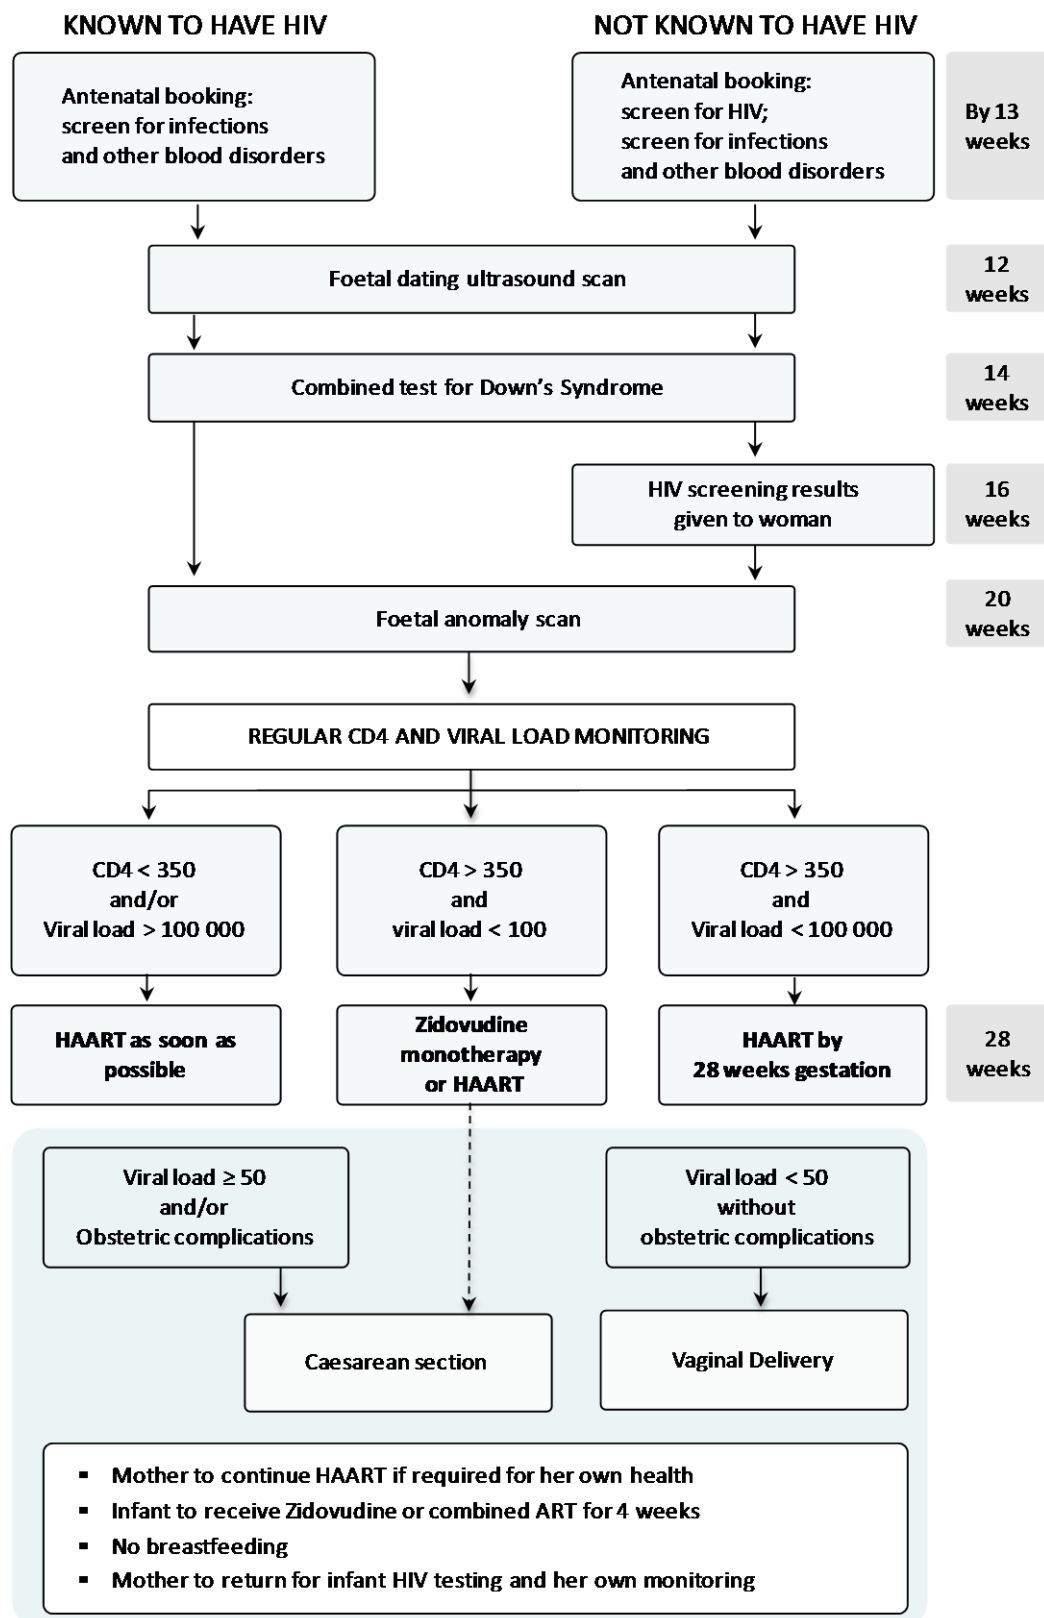 KNOWN TO HAVE HIV
NOT KNOWN TO HAVE HIV
Antenatal booking:
screen for infections
and other blood disorders
Antenatal booking:
screen for HIV;
screen for infections
and other blood disorders
By 13
weeks
Foetal dating ultrasound scan
12
weeks
Combined test for Down's Syndrome
14
weeks
HIV screening results
given to woman
16
weeks
Foetal anomaly scan
20
weeks
REGULAR CD4 AND VIRAL LOAD MONITORING
CD4 < 350
and/or
Viral load > 100 000
CD4 > 350
and
viral load < 100
CD4 > 350
and
Viral load < 100 000
HAART as soon as
possible
Zidovudine
monotherapy
or HAART
HAART by
28 weeks gestation
28
weeks
Viral load ≥ 50
and/or
Obstetric complications
Viral load < 50
without
obstetric complications
Caesarean section
Vaginal Delivery
▪ Mother to continue HAART if required for her own health
▪ Infant to receive Zidovudine or combined ART for 4 weeks
▪ No breastfeeding
▪ Mother to return for infant HIV testing and her own monitoring